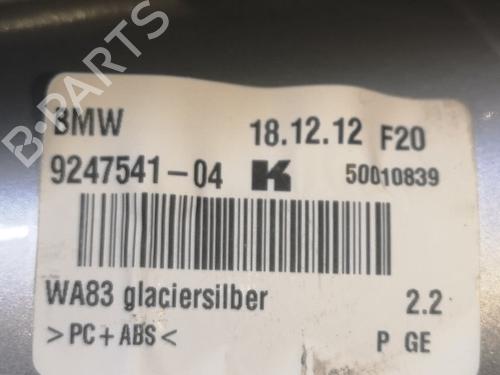 BMW 18.12.12 F20
9247541-04 K 50010839
WA83 glaciersilber 2.2
>PC+ABS< P GE
B-PARTS